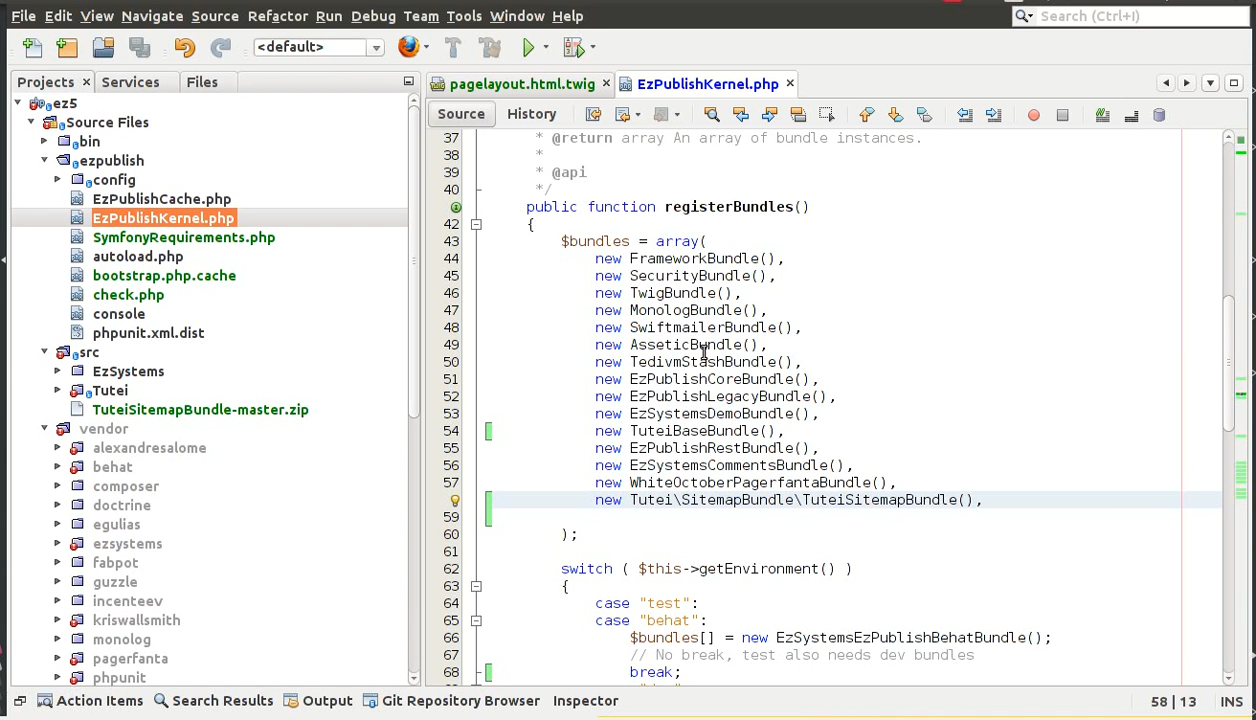 File Edit View Navigate Source Refactor Run Debug Team Tools Window Help
Search (Ctrl+I)
<default>
Projects Services Files
pagelayout.html.twig EzPublishKernel.php
Source History
ez5
Source Files
bin
ezpublish
config
EzPublishCache.php
EzPublishKernel.php
SymfonyRequirements.php
autoload.php
bootstrap.php.cache
check.php
console
phpunit.xml.dist
src
EzSystems
Tutei
TuteiSitemapBundle-master.zip
vendor
alexandresalome
behat
composer
doctrine
egulias
ezsystems
fabpot
guzzle
incenteev
kriswallsmith
monolog
pagerfanta
phpunit
37 * @return array An array of bundle instances.
38 *
39 * @api
40 */
public function registerBundles()
42 {
43 $bundles = array(
44 new FrameworkBundle(),
45 new SecurityBundle(),
46 new TwigBundle(),
47 new MonologBundle(),
48 new SwiftmailerBundle(),
49 new AsseticBundle(),
50 new TedivmStashBundle(),
51 new EzPublishCoreBundle(),
52 new EzPublishLegacyBundle(),
53 new EzSystemsDemoBundle(),
54 new TuteiBaseBundle(),
55 new EzPublishRestBundle(),
56 new EzSystemsCommentsBundle(),
57 new WhiteOctoberPagerfantaBundle(),
new Tutei\SitemapBundle\TuteiSitemapBundle(),
59
60 );
61
62 switch ( $this->getEnvironment() )
63 {
64 case "test":
65 case "behat":
66 $bundles[] = new EzSystemsEzPublishBehatBundle();
67 // No break, test also needs dev bundles
68 break;
Action Items Search Results Output Git Repository Browser Inspector
58 | 13 INS